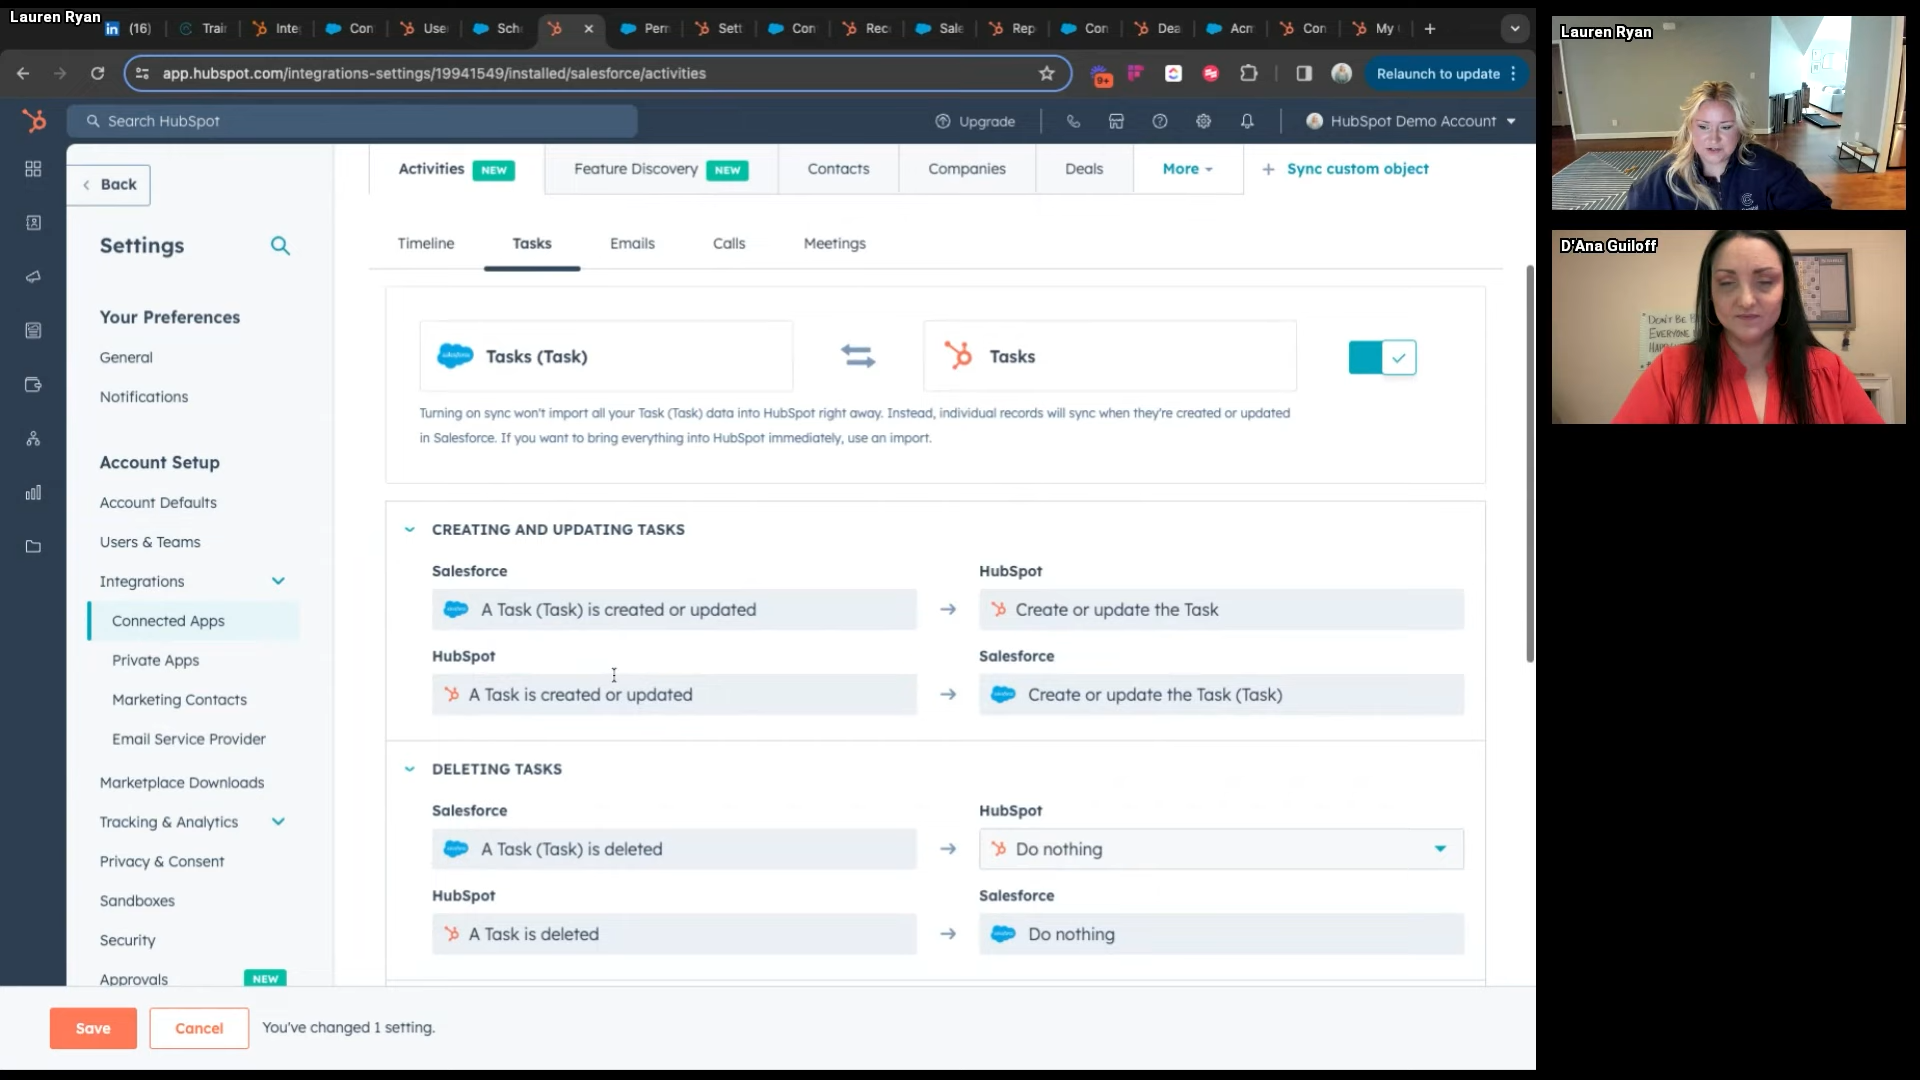 Lauren Ryan
(16)
Trai
Inte
Con
Use
Sch
Perm
Sett
Con
Rec
Sale
Rep
Con
Dea
Acm
Con
My
app.hubspot.com/integrations-settings/19941549/installed/salesforce/activities
9+
Relaunch to update
Search HubSpot
Upgrade
HubSpot Demo Account
Back
Settings
Your Preferences
General
Notifications
Account Setup
Account Defaults
Users & Teams
Integrations
Connected Apps
Private Apps
Marketing Contacts
Email Service Provider
Marketplace Downloads
Tracking & Analytics
Privacy & Consent
Sandboxes
Security
Approvals NEW
Activities NEW
Feature Discovery NEW
Contacts
Companies
Deals
More
+ Sync custom object
Timeline
Tasks
Emails
Calls
Meetings
Tasks (Task)
Tasks
Turning on sync won't import all your Task (Task) data into HubSpot right away. Instead, individual records will sync when they're created or updated
in Salesforce. If you want to bring everything into HubSpot immediately, use an import.
CREATING AND UPDATING TASKS
Salesforce
HubSpot
A Task (Task) is created or updated
Create or update the Task
HubSpot
Salesforce
A Task is created or updated
Create or update the Task (Task)
DELETING TASKS
Salesforce
HubSpot
A Task (Task) is deleted
Do nothing
HubSpot
Salesforce
A Task is deleted
Do nothing
Save
Cancel
You've changed 1 setting.
Lauren Ryan
D'Ana Guiloff
DON'T BE
EVERYONE